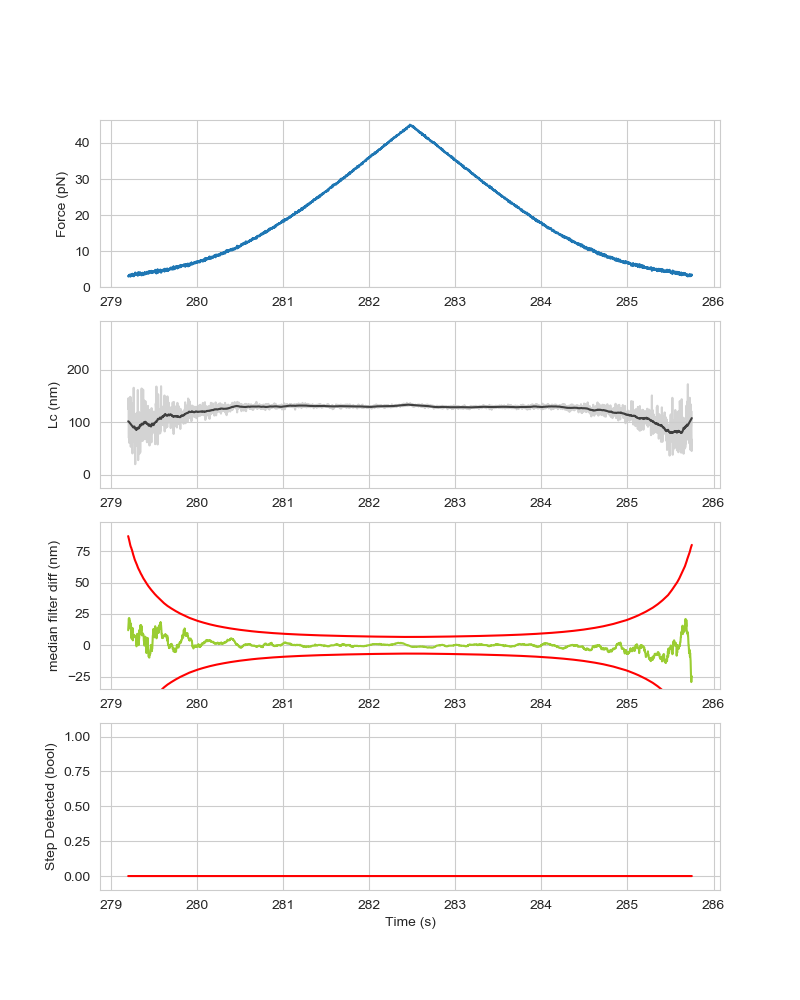 Force (pN)
40
30
20
10
0
279 280 281 282 283 284 285 286
Lc (nm)
200
100
0
279 280 281 282 283 284 285 286
median filter diff (nm)
75
50
25
0
−25
279 280 281 282 283 284 285 286
Step Detected (bool)
1.00
0.75
0.50
0.25
0.00
279 280 281 282 283 284 285 286
Time (s)